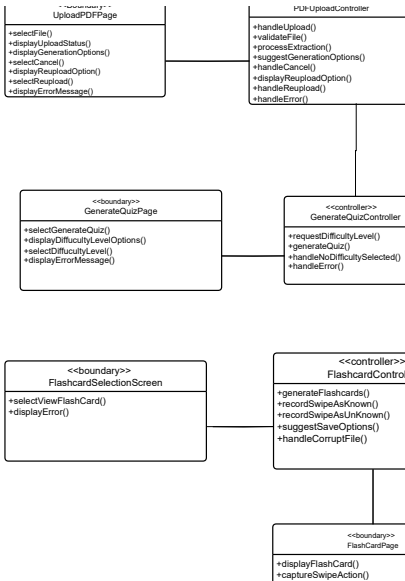 <<boundary>>
UploadPDFPage
+selectFile()
+displayUploadStatus()
+displayGenerationOptions()
+selectCancel()
+displayReuploadOption()
+selectReupload()
+displayErrorMessage()
PDFUploadController
+handleUpload()
+validateFile()
+processExtraction()
+suggestGenerationOptions()
+handleCancel()
+displayReuploadOption()
+handleReupload()
+handleError()
<<boundary>>
GenerateQuizPage
+selectGenerateQuiz()
+displayDiffucultyLevelOptions()
+selectDifficultyLevel()
+displayErrorMessage()
<<controller>>
GenerateQuizController
+requestDifficultyLevel()
+generateQuiz()
+handleNoDifficultySelected()
+handleError()
<<boundary>>
FlashcardSelectionScreen
+selectViewFlashCard()
+displayError()
<<controller>>
+generateFlashcards()
+recordSwipeAsKnown()
+recordSwipeAsUnKnown()
+suggestSaveOptions()
+handleCorruptFile()
<<boundary>>
FlashCardPage
+displayFlashCard()
+captureSwipeAction()